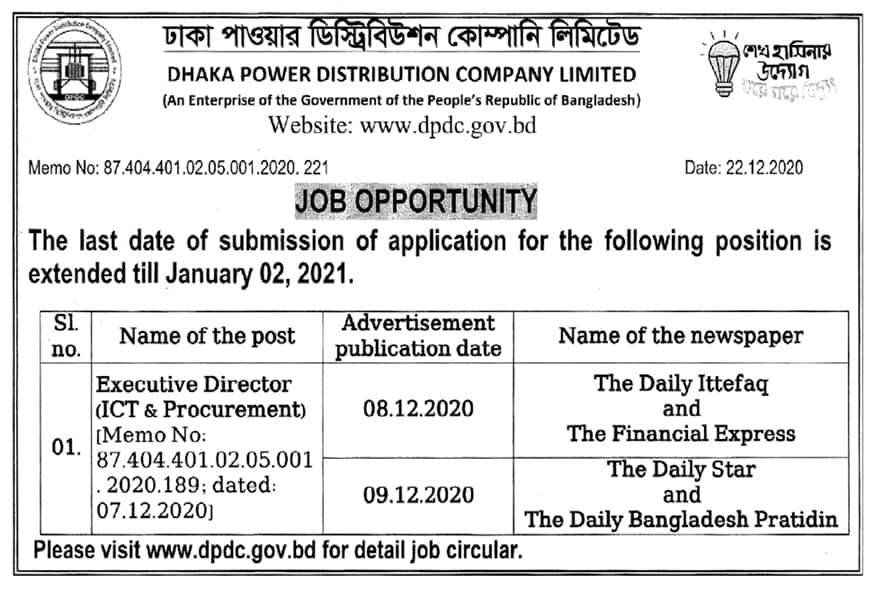 ঢাকা পাওয়ার ডিস্ট্রিবিউশন কোম্পানি লিমিটেড
DHAKA POWER DISTRIBUTION COMPANY LIMITED
(An Enterprise of the Government of the People's Republic of Bangladesh)
Website: www.dpdc.gov.bd
শেখ হাসিনার
উদ্যোগ
ঘরে ঘরে বিদ্যুৎ
Memo No: 87.404.401.02.05.001.2020. 221
Date: 22.12.2020
JOB OPPORTUNITY
The last date of submission of application for the following position is
extended till January 02, 2021.
Sl.
no.
Name of the post
Advertisement
publication date
Name of the newspaper
01.
Executive Director
(ICT & Procurement)
[Memo No:
87.404.401.02.05.001
. 2020.189; dated:
07.12.2020]
08.12.2020
The Daily Ittefaq
and
The Financial Express
09.12.2020
The Daily Star
and
The Daily Bangladesh Pratidin
Please visit www.dpdc.gov.bd for detail job circular.